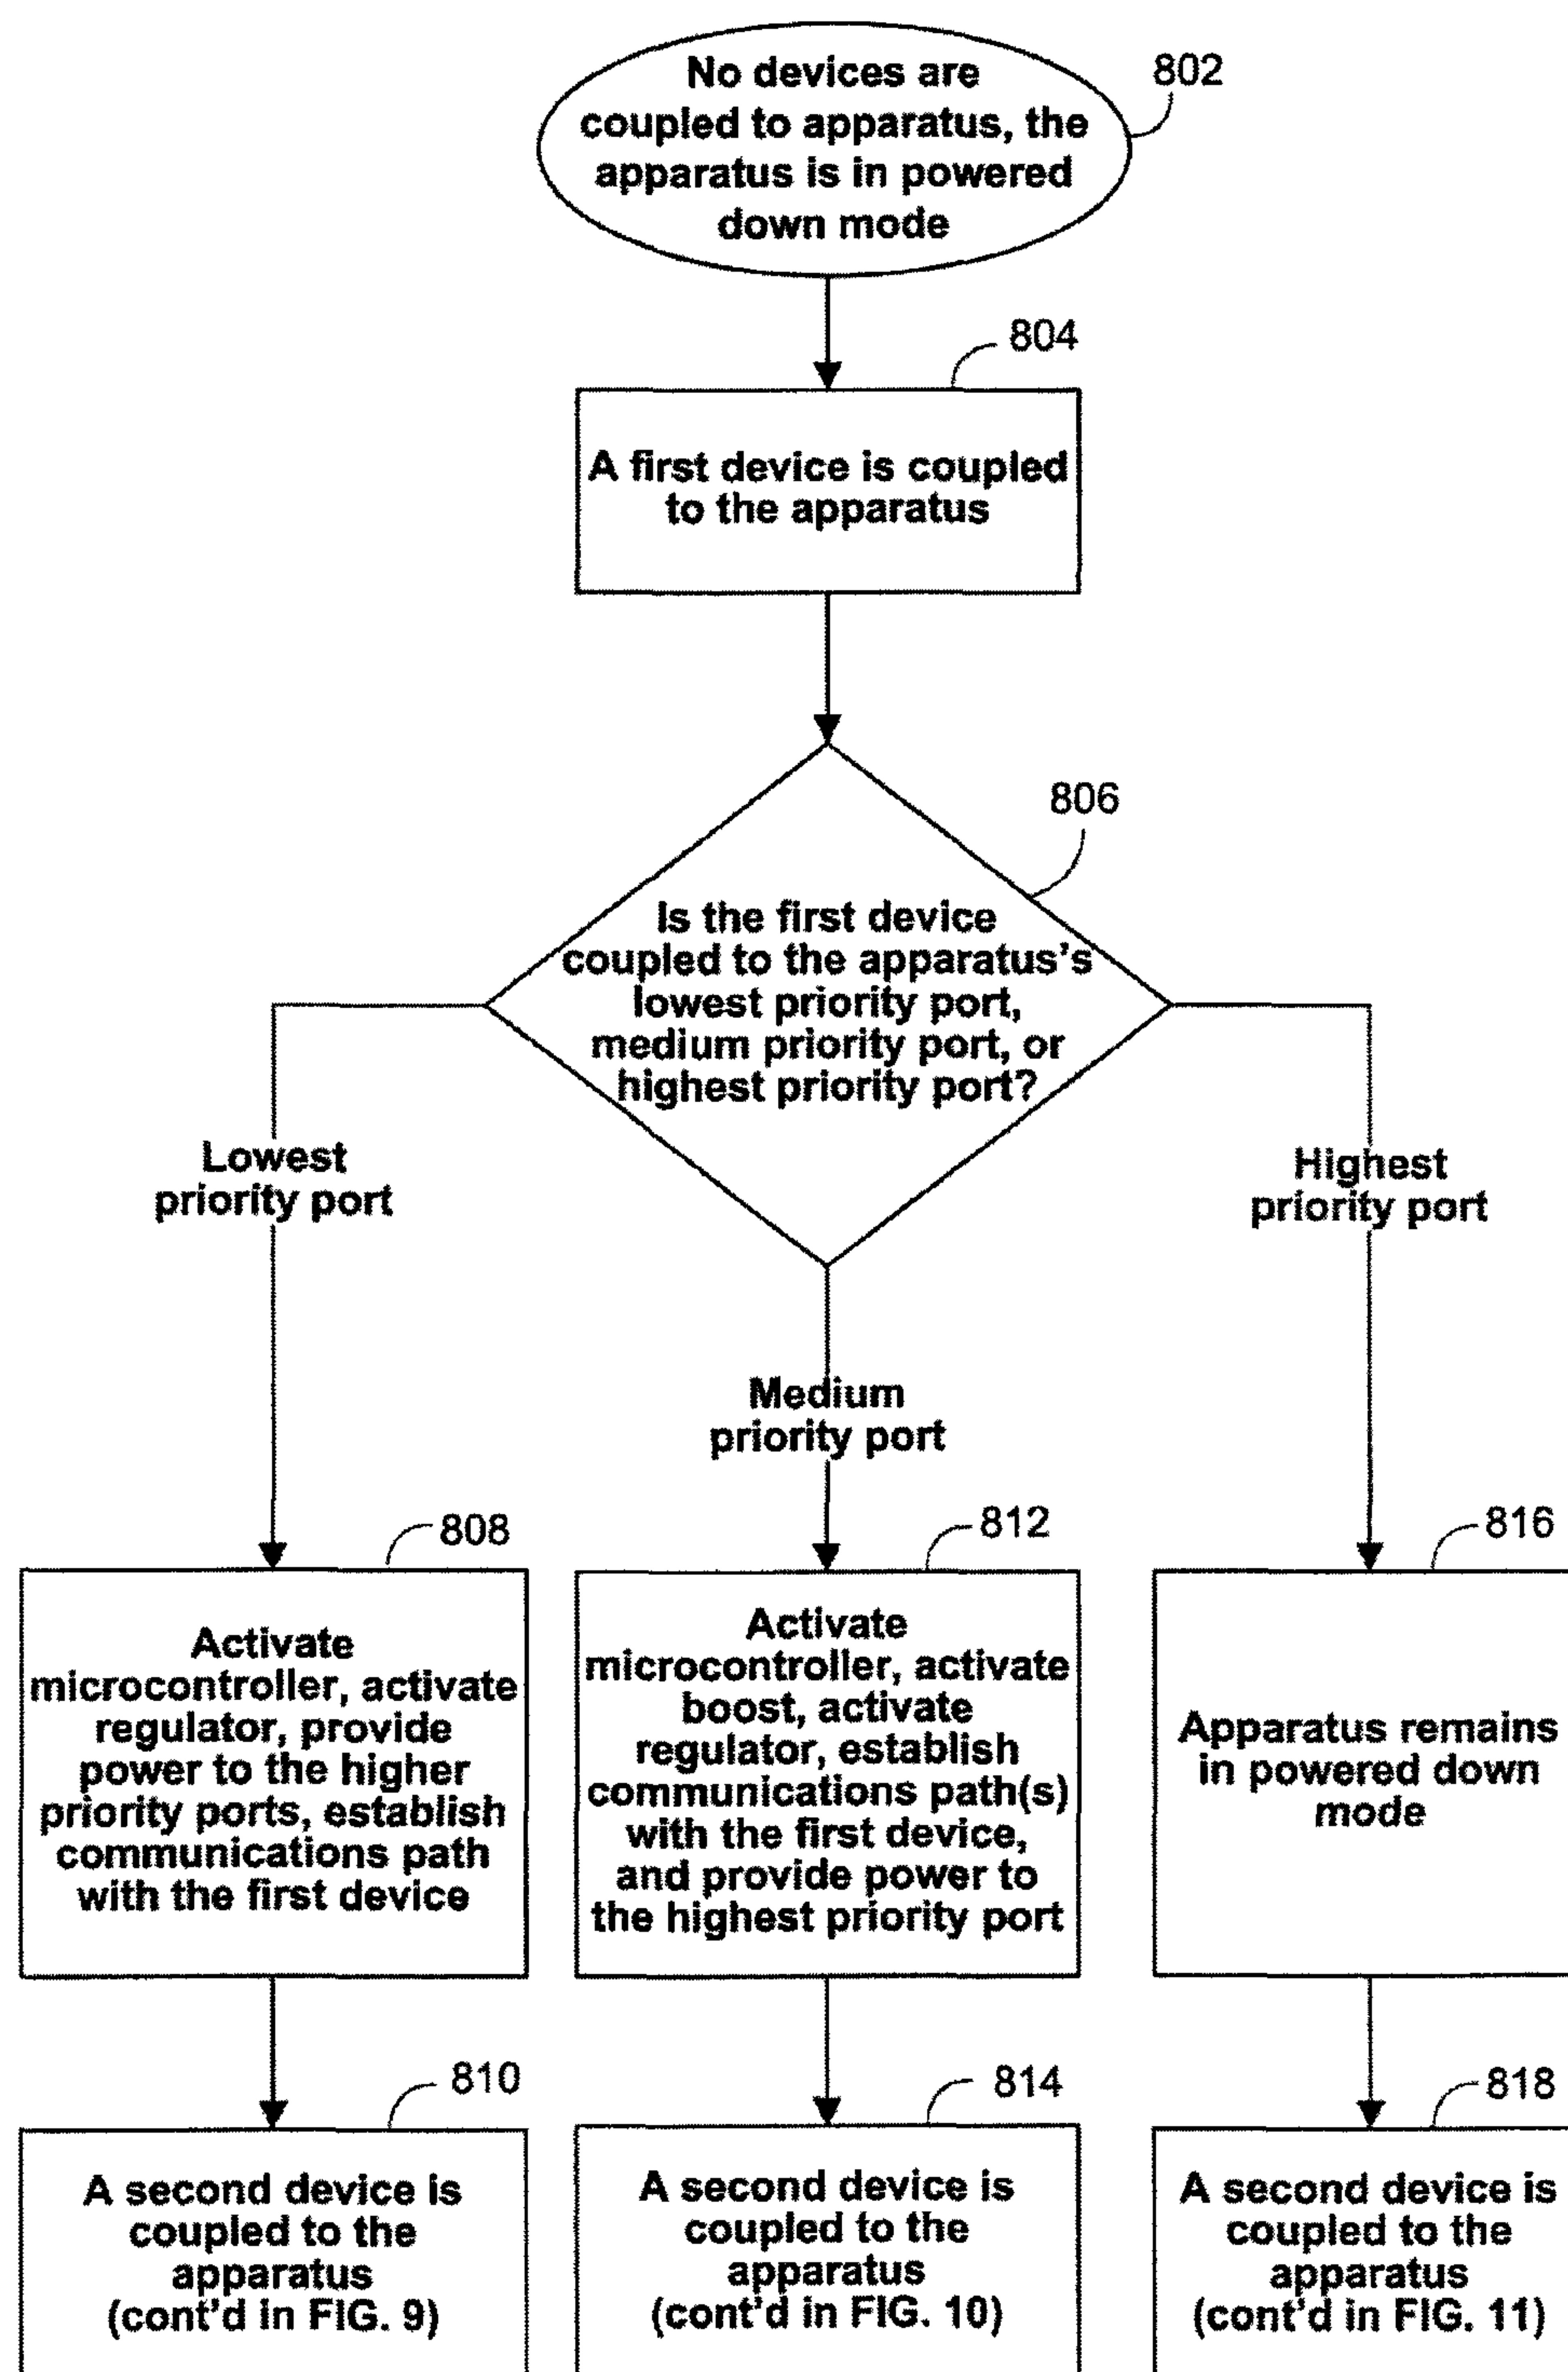 No devices are
coupled to apparatus, the
apparatus is in powered
down mode
802
804
A first device is coupled
to the apparatus
806
Is the first device
coupled to the apparatus's
lowest priority port,
medium priority port, or
highest priority port?
Lowest
priority port
Medium
priority port
Highest
priority port
808
Activate
microcontroller, activate
regulator, provide
power to the higher
priority ports, establish
communications path
with the first device
812
Activate
microcontroller, activate
boost, activate
regulator, establish
communications path(s)
with the first device,
and provide power to
the highest priority port
816
Apparatus remains
in powered down
mode
810
A second device is
coupled to the
apparatus
(cont'd in FIG. 9)
814
A second device is
coupled to the
apparatus
(cont'd in FIG. 10)
818
A second device is
coupled to the
apparatus
(cont'd in FIG. 11)